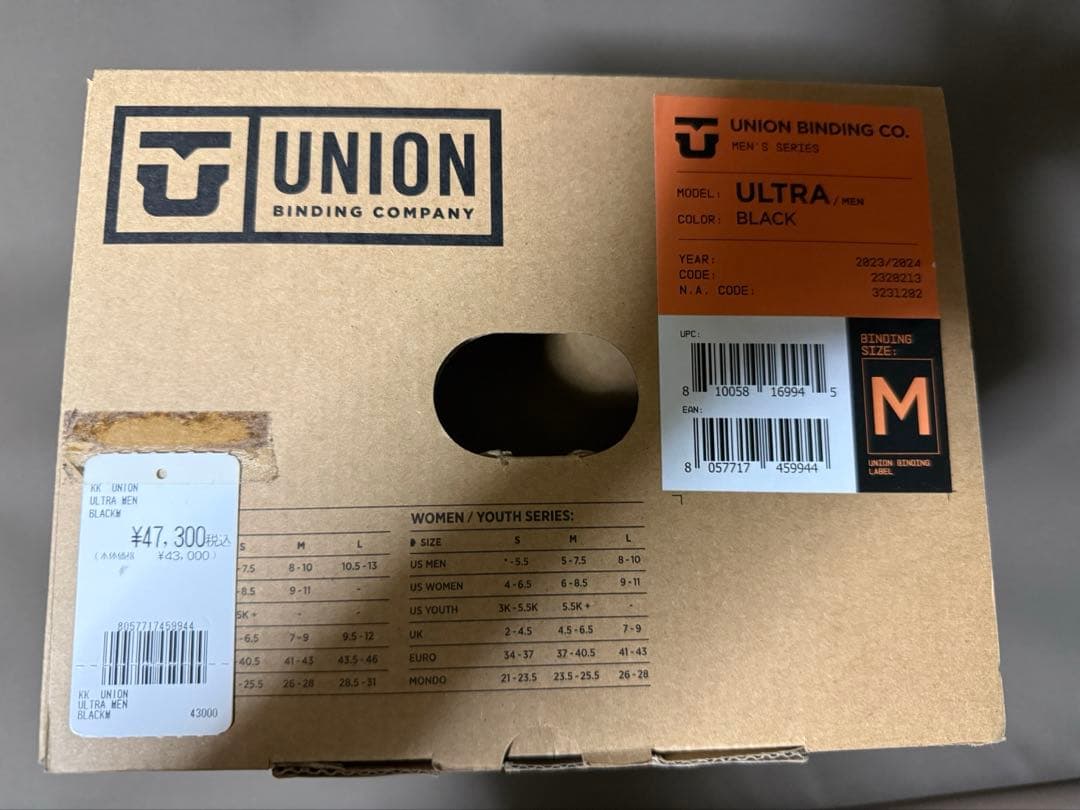 UNION
BINDING COMPANY
UNION BINDING CO.
MEN'S SERIES
MODEL: ULTRA / MEN
COLOR: BLACK
YEAR: 2023/2024
CODE: 2320213
N.A. CODE: 3231202
UPC:
8 10058 16994 5
EAN:
8 057717 459944
BINDING
SIZE:
M
UNION BINDING
LABEL
KK UNION
ULTRA MEN
BLACKM
¥47,300税込
(本体価格 ¥43,000)
8057717459944
KK UNION
ULTRA MEN
BLACKM
43000
S M L
-7.5 8-10 10.5-13
-8.5 9-11 -
5K+ - -
-6.5 7-9 9.5-12
40.5 41-43 43.5-46
-25.5 26-28 28.5-31
WOMEN / YOUTH SERIES:
SIZE S M L
US MEN *-5.5 5-7.5 8-10
US WOMEN 4-6.5 6-8.5 9-11
US YOUTH 3K-5.5K 5.5K+ -
UK 2-4.5 4.5-6.5 7-9
EURO 34-37 37-40.5 41-43
MONDO 21-23.5 23.5-25.5 26-28